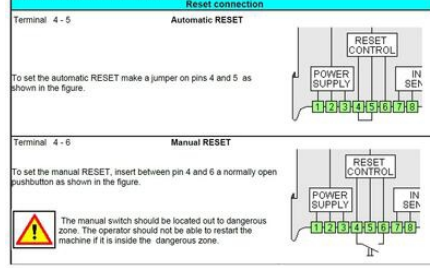 Reset connection
Terminal 4 - 5 Automatic RESET
To set the automatic RESET make a jumper on pins 4 and 5 as
shown in the figure.
RESET
CONTROL
POWER
SUPPLY
IN
SEN
1 2 3 4 5 6 7 8
Terminal 4 - 6 Manual RESET
To set the manual RESET, insert between pin 4 and 6 a normally open
pushbutton as shown in the figure.
The manual switch should be located out to dangerous
zone. The operator should not be able to restart the
machine if it is inside the dangerous zone.
RESET
CONTROL
POWER
SUPPLY
IN
SEN
1 2 3 4 5 6 7 8